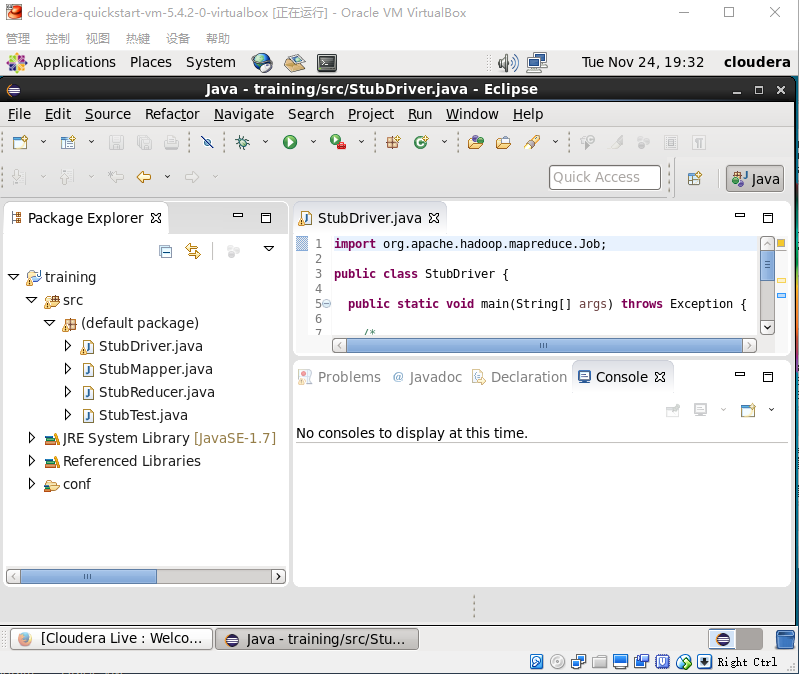 cloudera-quickstart-vm-5.4.2-0-virtualbox [正在运行] - Oracle VM VirtualBox
管理 控制 视图 热键 设备 帮助
Applications Places System Tue Nov 24, 19:32 cloudera
Java - training/src/StubDriver.java - Eclipse
File Edit Source Refactor Navigate Search Project Run Window Help
Quick Access Java
Package Explorer
training
src
(default package)
StubDriver.java
StubMapper.java
StubReducer.java
StubTest.java
JRE System Library [JavaSE-1.7]
Referenced Libraries
conf
StubDriver.java
1 import org.apache.hadoop.mapreduce.Job;
2
3 public class StubDriver {
4
5 public static void main(String[] args) throws Exception {
6
7 /*
Problems @ Javadoc Declaration Console
No consoles to display at this time.
[Cloudera Live : Welco... Java - training/src/Stu...
Right Ctrl